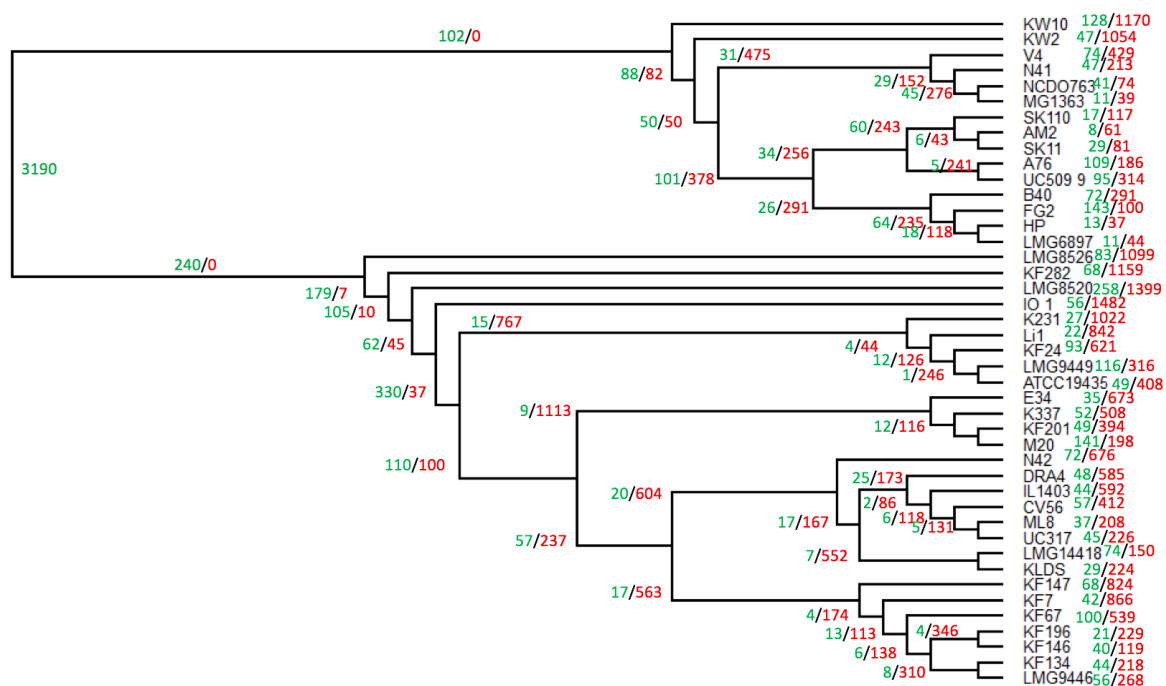 KW10 128/1170
102/0
KW2 47/1054
31/475
V4 74/429
88/82
N41 47/213
29/152
NCDO763 41/74
45/276
MG1363 11/39
SK110 17/117
50/50
60/243
AM2 8/61
6/43
SK11 29/81
34/256
A76 109/186
5/241
3190
101/378
UC509 9 95/314
B40 72/291
26/291
FG2 143/100
64/235
HP 13/37
18/118
LMG6897 11/44
LMG8526 83/1099
240/0
KF282 68/1159
LMG8520 258/1399
179/7
IO 1 56/1482
105/10
K231 27/1022
15/767
Li1 22/842
62/45
4/44
KF24 93/621
12/126
LMG9449 116/316
1/246
ATCC19435 49/408
330/37
E34 35/673
9/1113
K337 52/508
12/116
KF201 49/394
M20 141/198
N42 72/676
110/100
DRA4 48/585
25/173
IL1403 44/592
20/604
2/86
CV56 57/412
6/118
ML8 37/208
17/167
5/131
UC317 45/226
57/237
LMG14418 74/150
7/552
KLDS 29/224
KF147 68/824
17/563
KF7 42/866
4/174
KF67 100/539
13/113
4/346
KF196 21/229
KF146 40/119
6/138
KF134 44/218
8/310
LMG9446 56/268